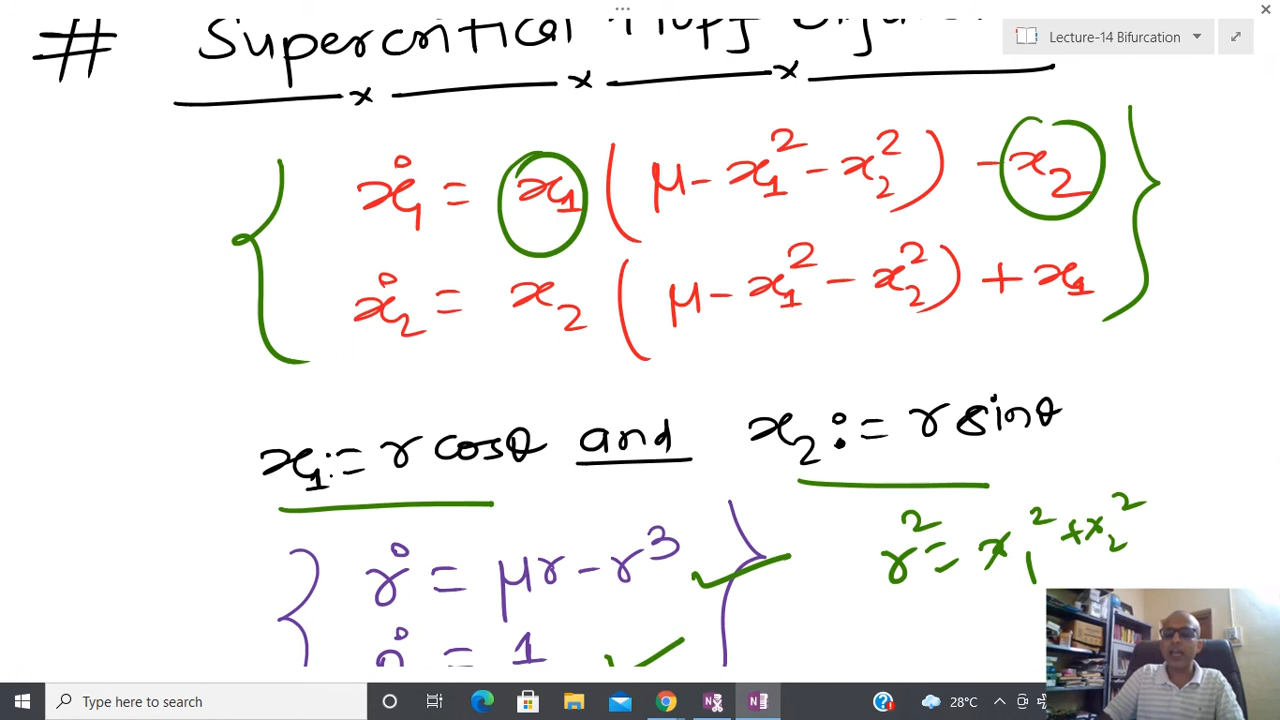 # Supercritical Hopf
Lecture-14 Bifurcation
ẋ₁ = x₁ (μ - x₁² - x₂²) - x₂
ẋ₂ = x₂ (μ - x₁² - x₂²) + x₁
x₁ := r cosθ and x₂ := r sinθ
r² = x₁² + x₂²
ṙ = μr - r³
= 1
Type here to search
28°C